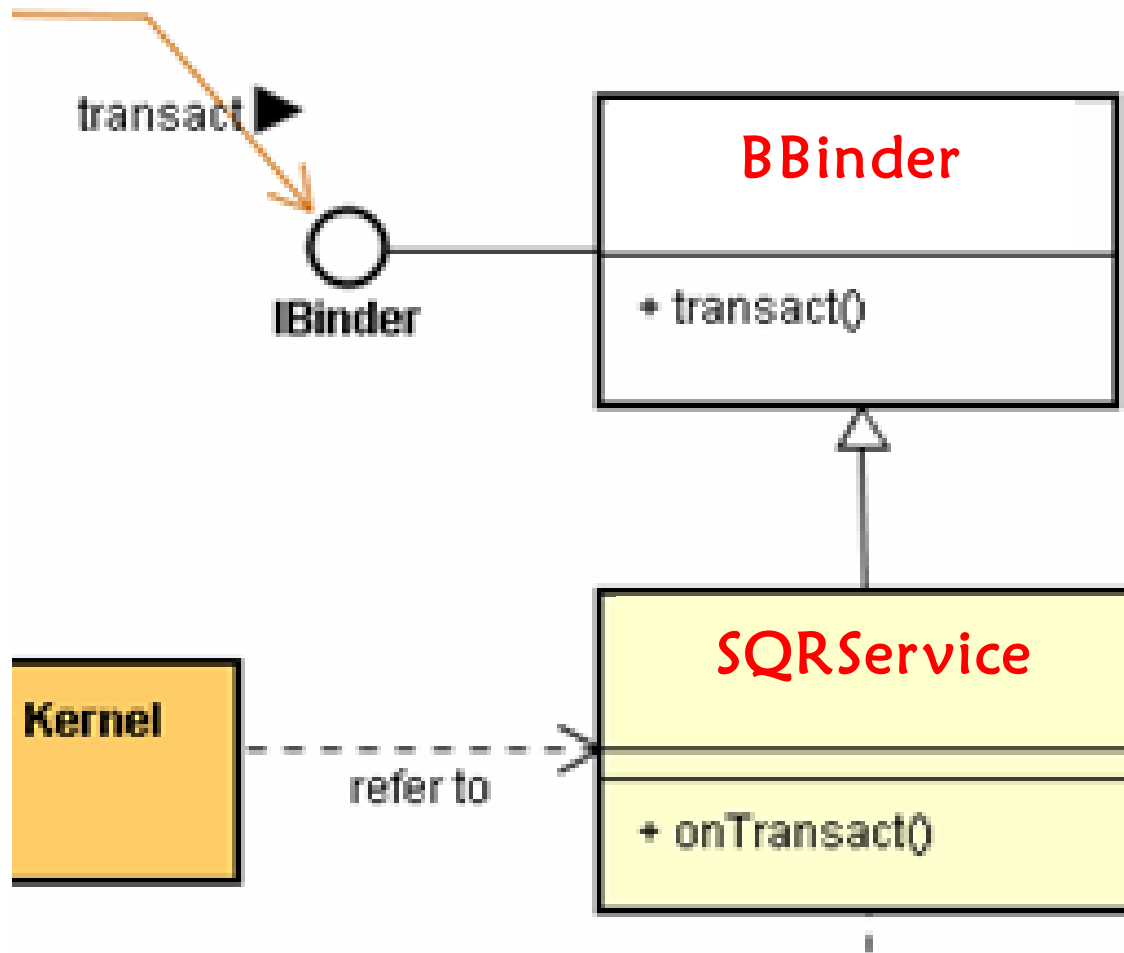 transact
BBinder
IBinder
+ transact()
SQRService
Kernel
refer to
+ onTransact()